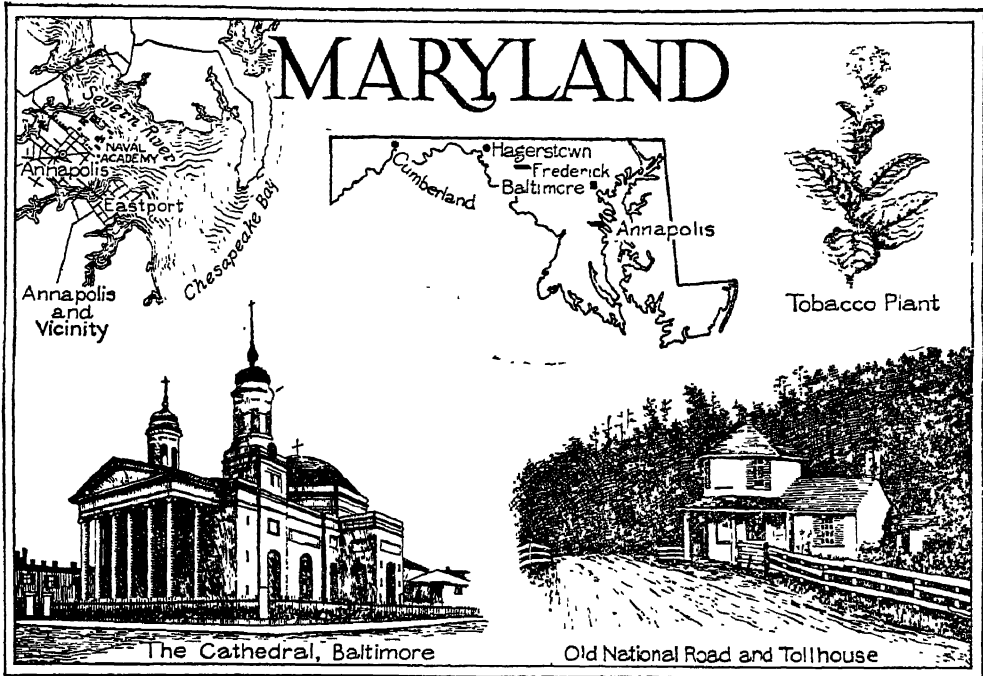 MARYLAND
Severn River
NAVAL
ACADEMY
Annapolis
Eastport
Chesapeake Bay
Annapolis
and
Vicinity
Cumberland
Hagerstown
Frederick
Baltimore
Annapolis
Tobacco Plant
The Cathedral, Baltimore
Old National Road and Tollhouse